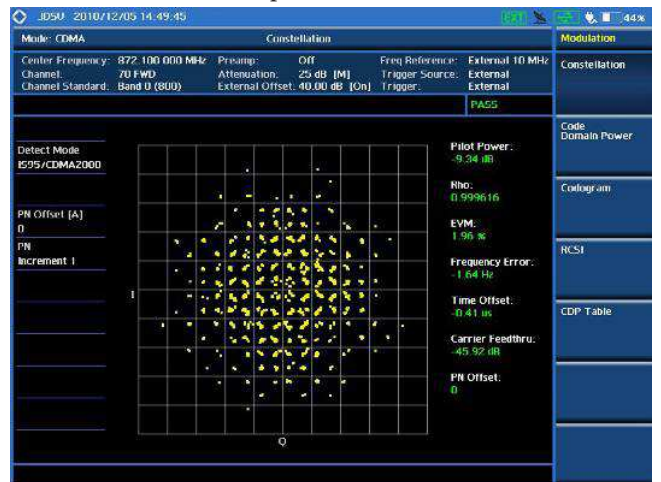 JDSU 2010/12/05 14:49:45 EXT 44%
Mode: CDMA Constellation Modulation
Center Frequency: 872.100 000 MHz Preamp: Off Freq Reference: External 10 MHz
Channel: 70 FWD Attenuation: 25 dB [M] Trigger Source: External
Channel Standard: Band 0 (800) External Offset: 40.00 dB [On] Trigger: External
PASS
Constellation
Code
Domain Power
Codogram
RCSI
CDP Table
Detect Mode
IS95/CDMA2000
PN Offset [A]
0
PN
Increment 1
I
Q
Pilot Power:
-9.34 dB
Rho:
0.999616
EVM:
1.96 %
Frequency Error:
-1.64 Hz
Time Offset:
-0.41 us
Carrier Feedthru:
-45.92 dB
PN Offset:
0